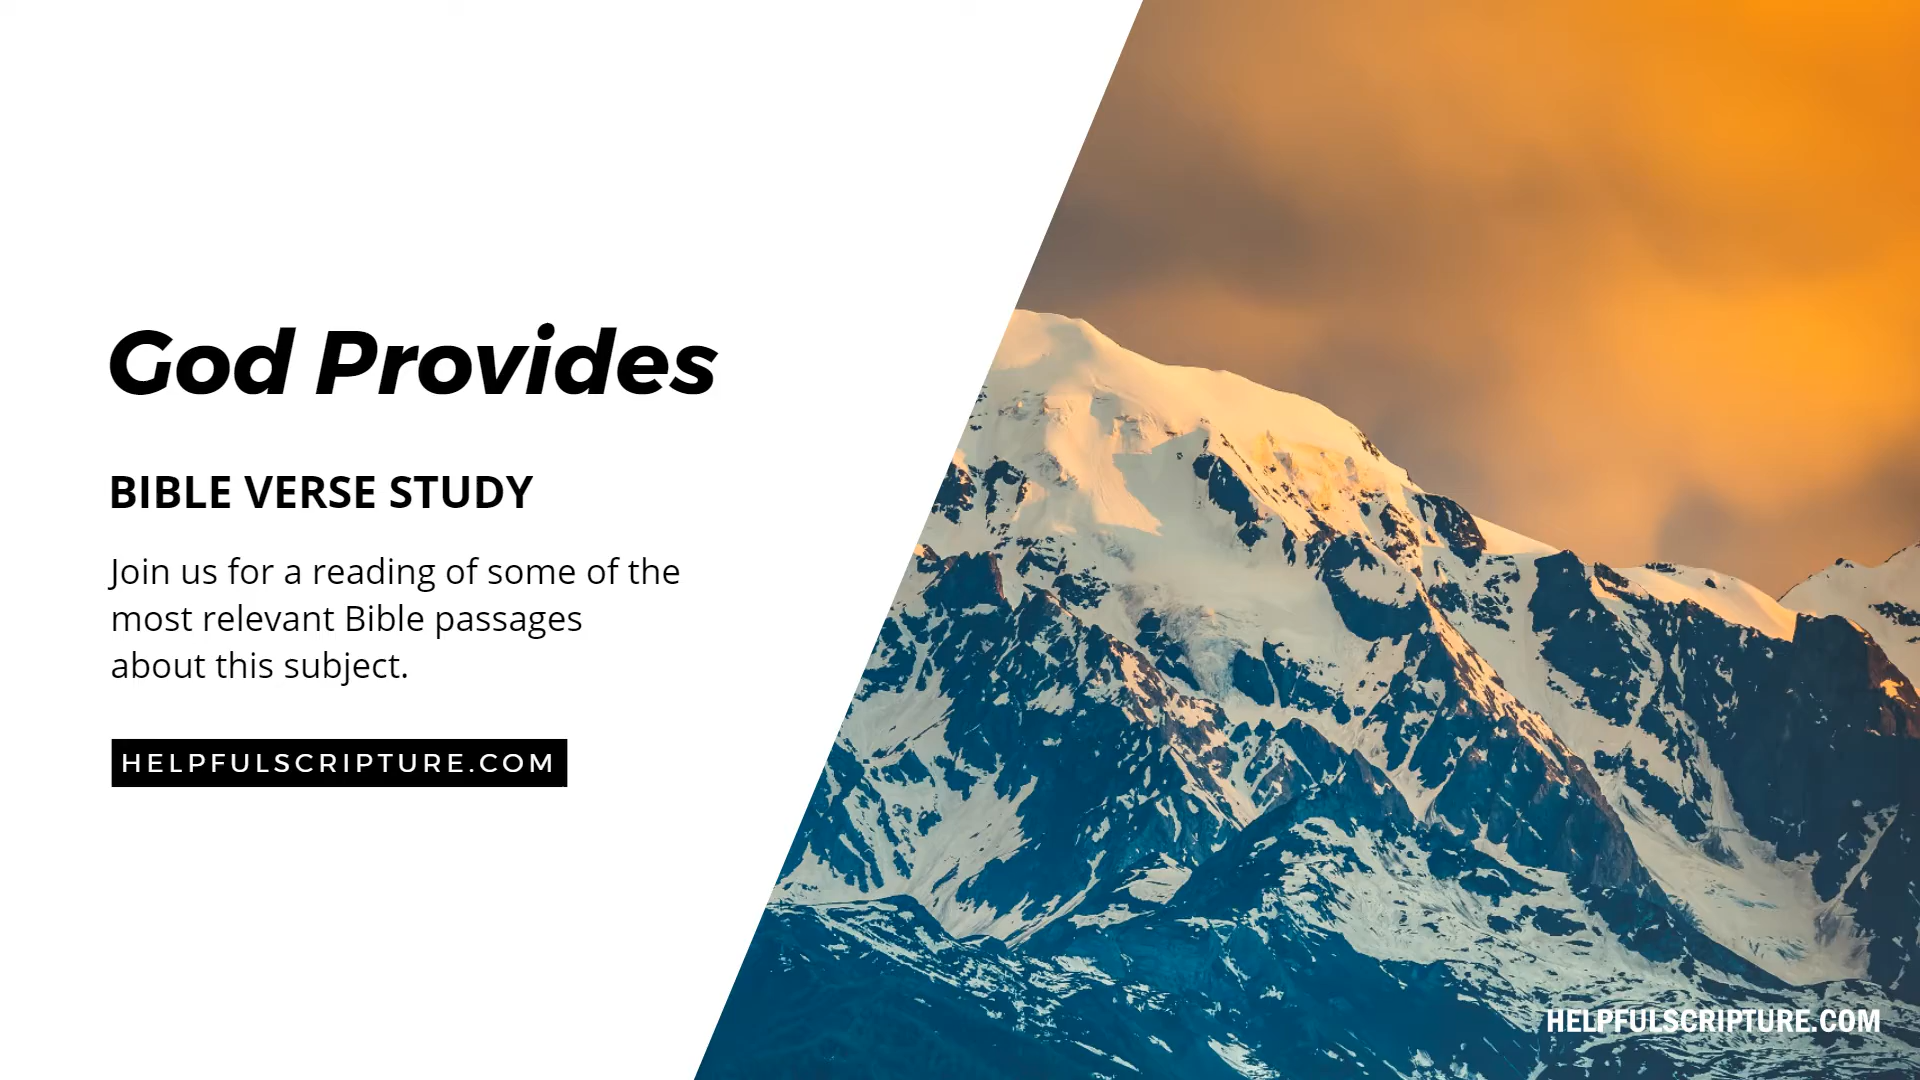 God Provides
BIBLE VERSE STUDY
Join us for a reading of some of the
most relevant Bible passages
about this subject.
HELPFULSCRIPTURE.COM
HELPFULSCRIPTURE.COM